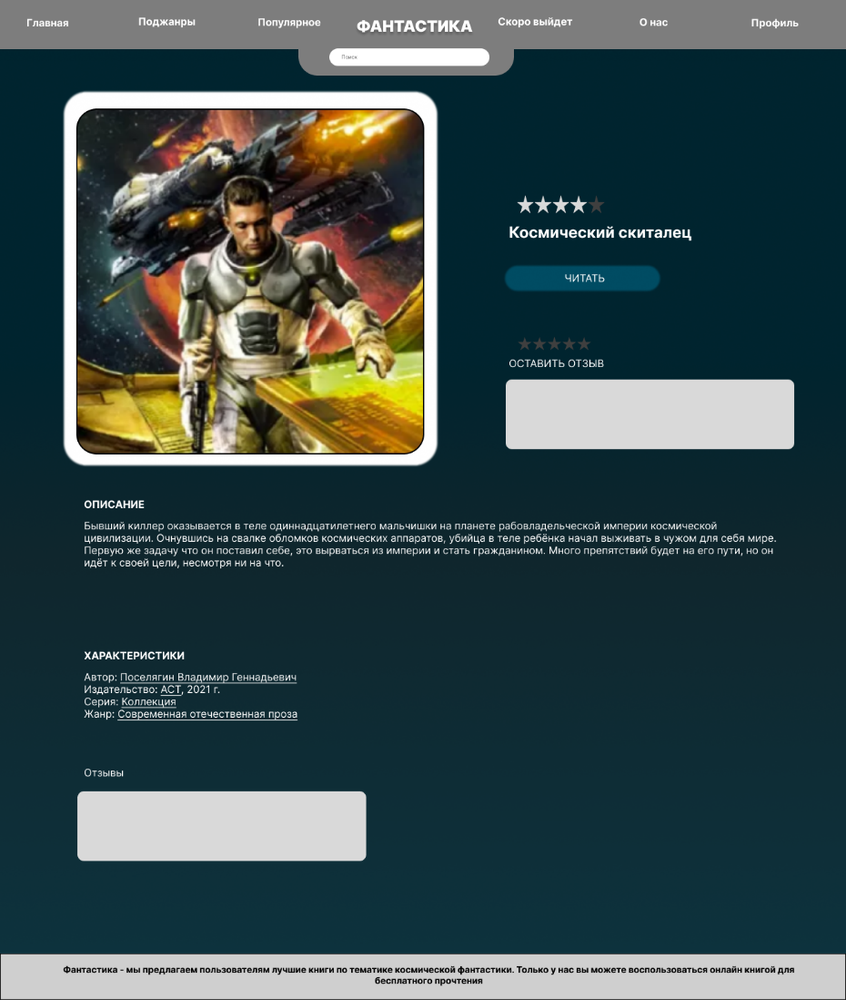 Главная Поджанры Популярное ФАНТАСТИКА Скоро выйдет О нас Профиль
Поиск
Космический скиталец
ЧИТАТЬ
ОСТАВИТЬ ОТЗЫВ
ОПИСАНИЕ
Бывший киллер оказывается в теле одиннадцатилетнего мальчишки на планете рабовладельческой империи космической
цивилизации. Очнувшись на свалке обломков космических аппаратов, убийца в теле ребёнка начал выживать в чужом для себя мире.
Первую же задачу что он поставил себе, это вырваться из империи и стать гражданином. Много препятствий будет на его пути, но он
идёт к своей цели, несмотря ни на что.
ХАРАКТЕРИСТИКИ
Автор: Поселягин Владимир Геннадьевич
Издательство: АСТ, 2021 г.
Серия: Коллекция
Жанр: Современная отечественная проза
Отзывы
Фантастика - мы предлагаем пользователям лучшие книги по тематике космической фантастики. Только у нас вы можете воспользоваться онлайн книгой для
бесплатного прочтения